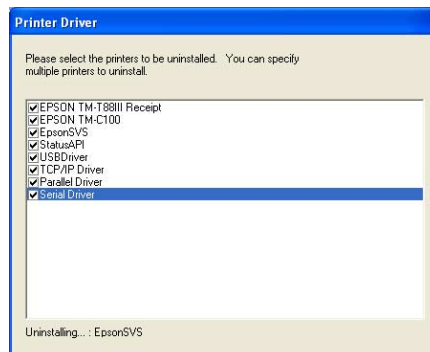 Printer Driver
Please select the printers to be uninstalled. You can specify
multiple printers to uninstall.
EPSON TM-T88III Receipt
EPSON TM-C100
EpsonSVS
StatusAPI
USBDriver
TCP/IP Driver
Parallel Driver
Serial Driver
Uninstalling... : EpsonSVS